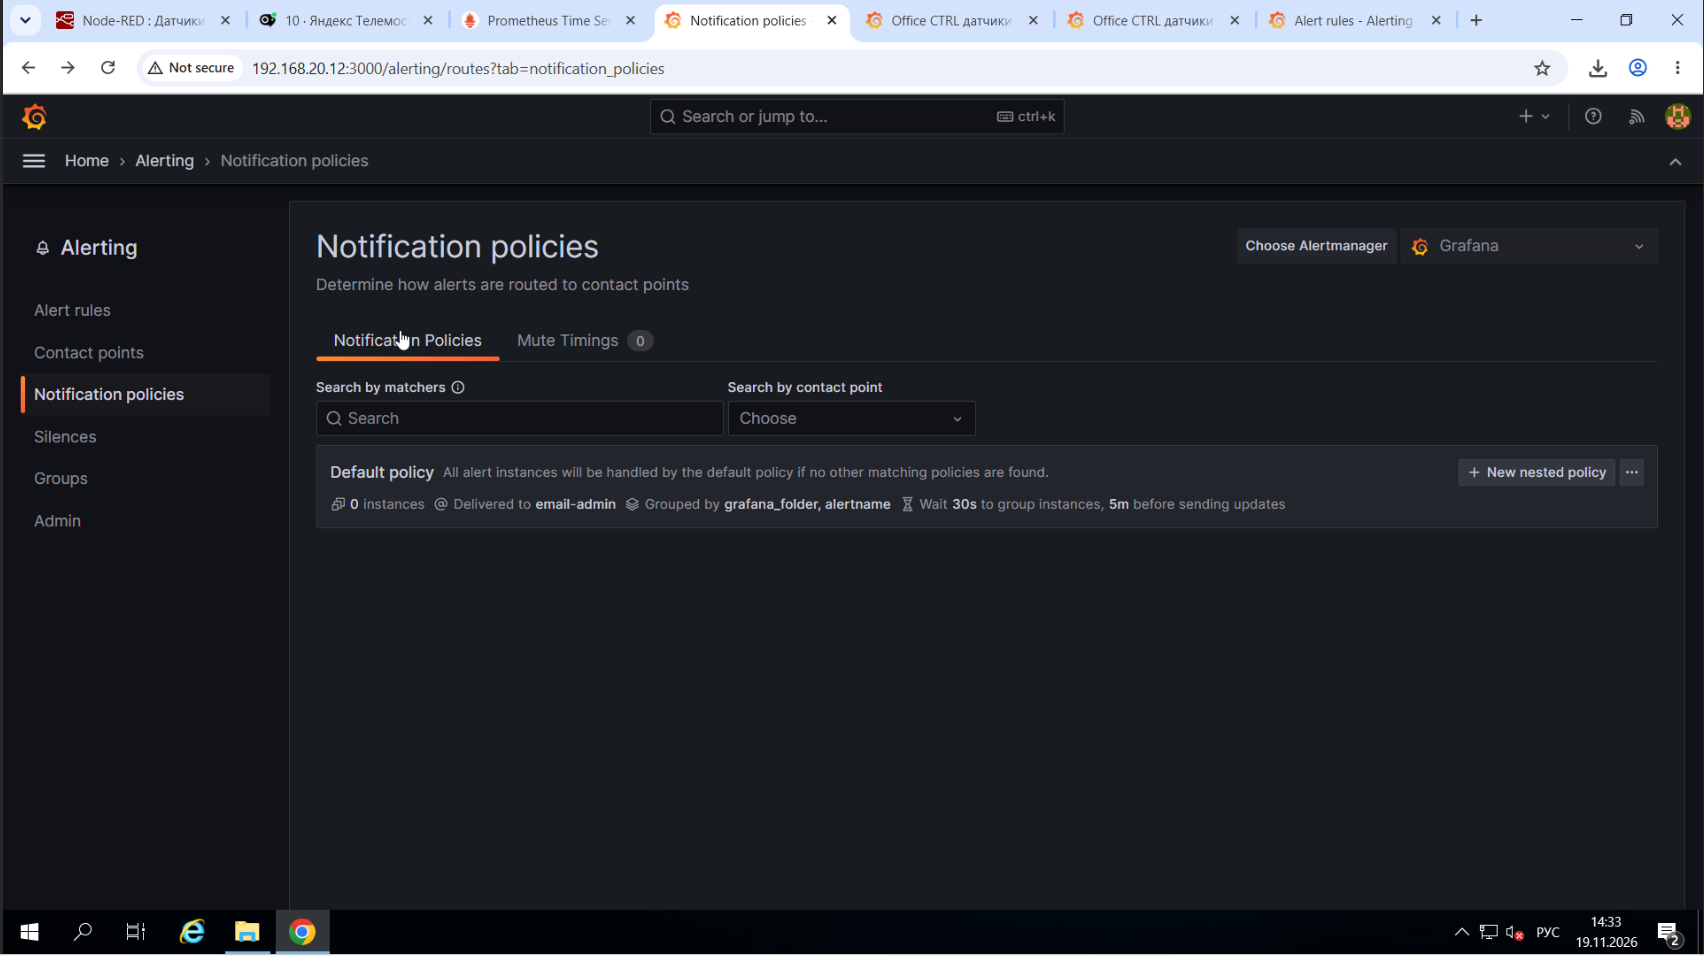 Node-RED : Датчики
10 · Яндекс Телемос
Prometheus Time Se
Notification policies
Office CTRL датчики
Office CTRL датчики
Alert rules - Alerting
Not secure
192.168.20.12:3000/alerting/routes?tab=notification_policies
Search or jump to...
ctrl+k
Home › Alerting › Notification policies
Alerting
Alert rules
Contact points
Notification policies
Silences
Groups
Admin
Notification policies
Determine how alerts are routed to contact points
Choose Alertmanager
Grafana
Notification Policies
Mute Timings 0
Search by matchers
Search by contact point
Search
Choose
Default policy All alert instances will be handled by the default policy if no other matching policies are found.
+ New nested policy
0 instances @ Delivered to email-admin Grouped by grafana_folder, alertname Wait 30s to group instances, 5m before sending updates
РУС
14:33
19.11.2026
2